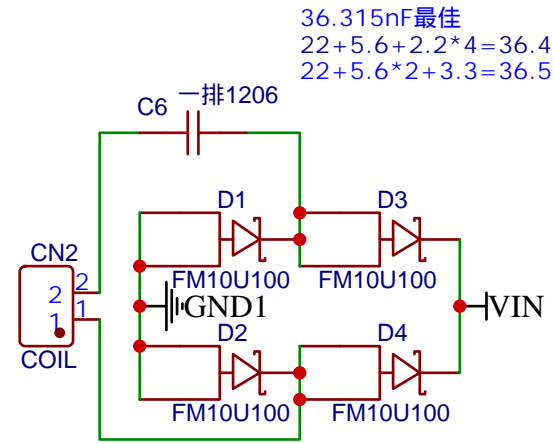 36.315nF最佳
22+5.6+2.2*4=36.4
22+5.6*2+3.3=36.5
C6
一排1206
D1
D3
CN2
FM10U100
FM10U100
2
2
1
1
GND1
VIN
D2
D4
COIL
FM10U100
FM10U100